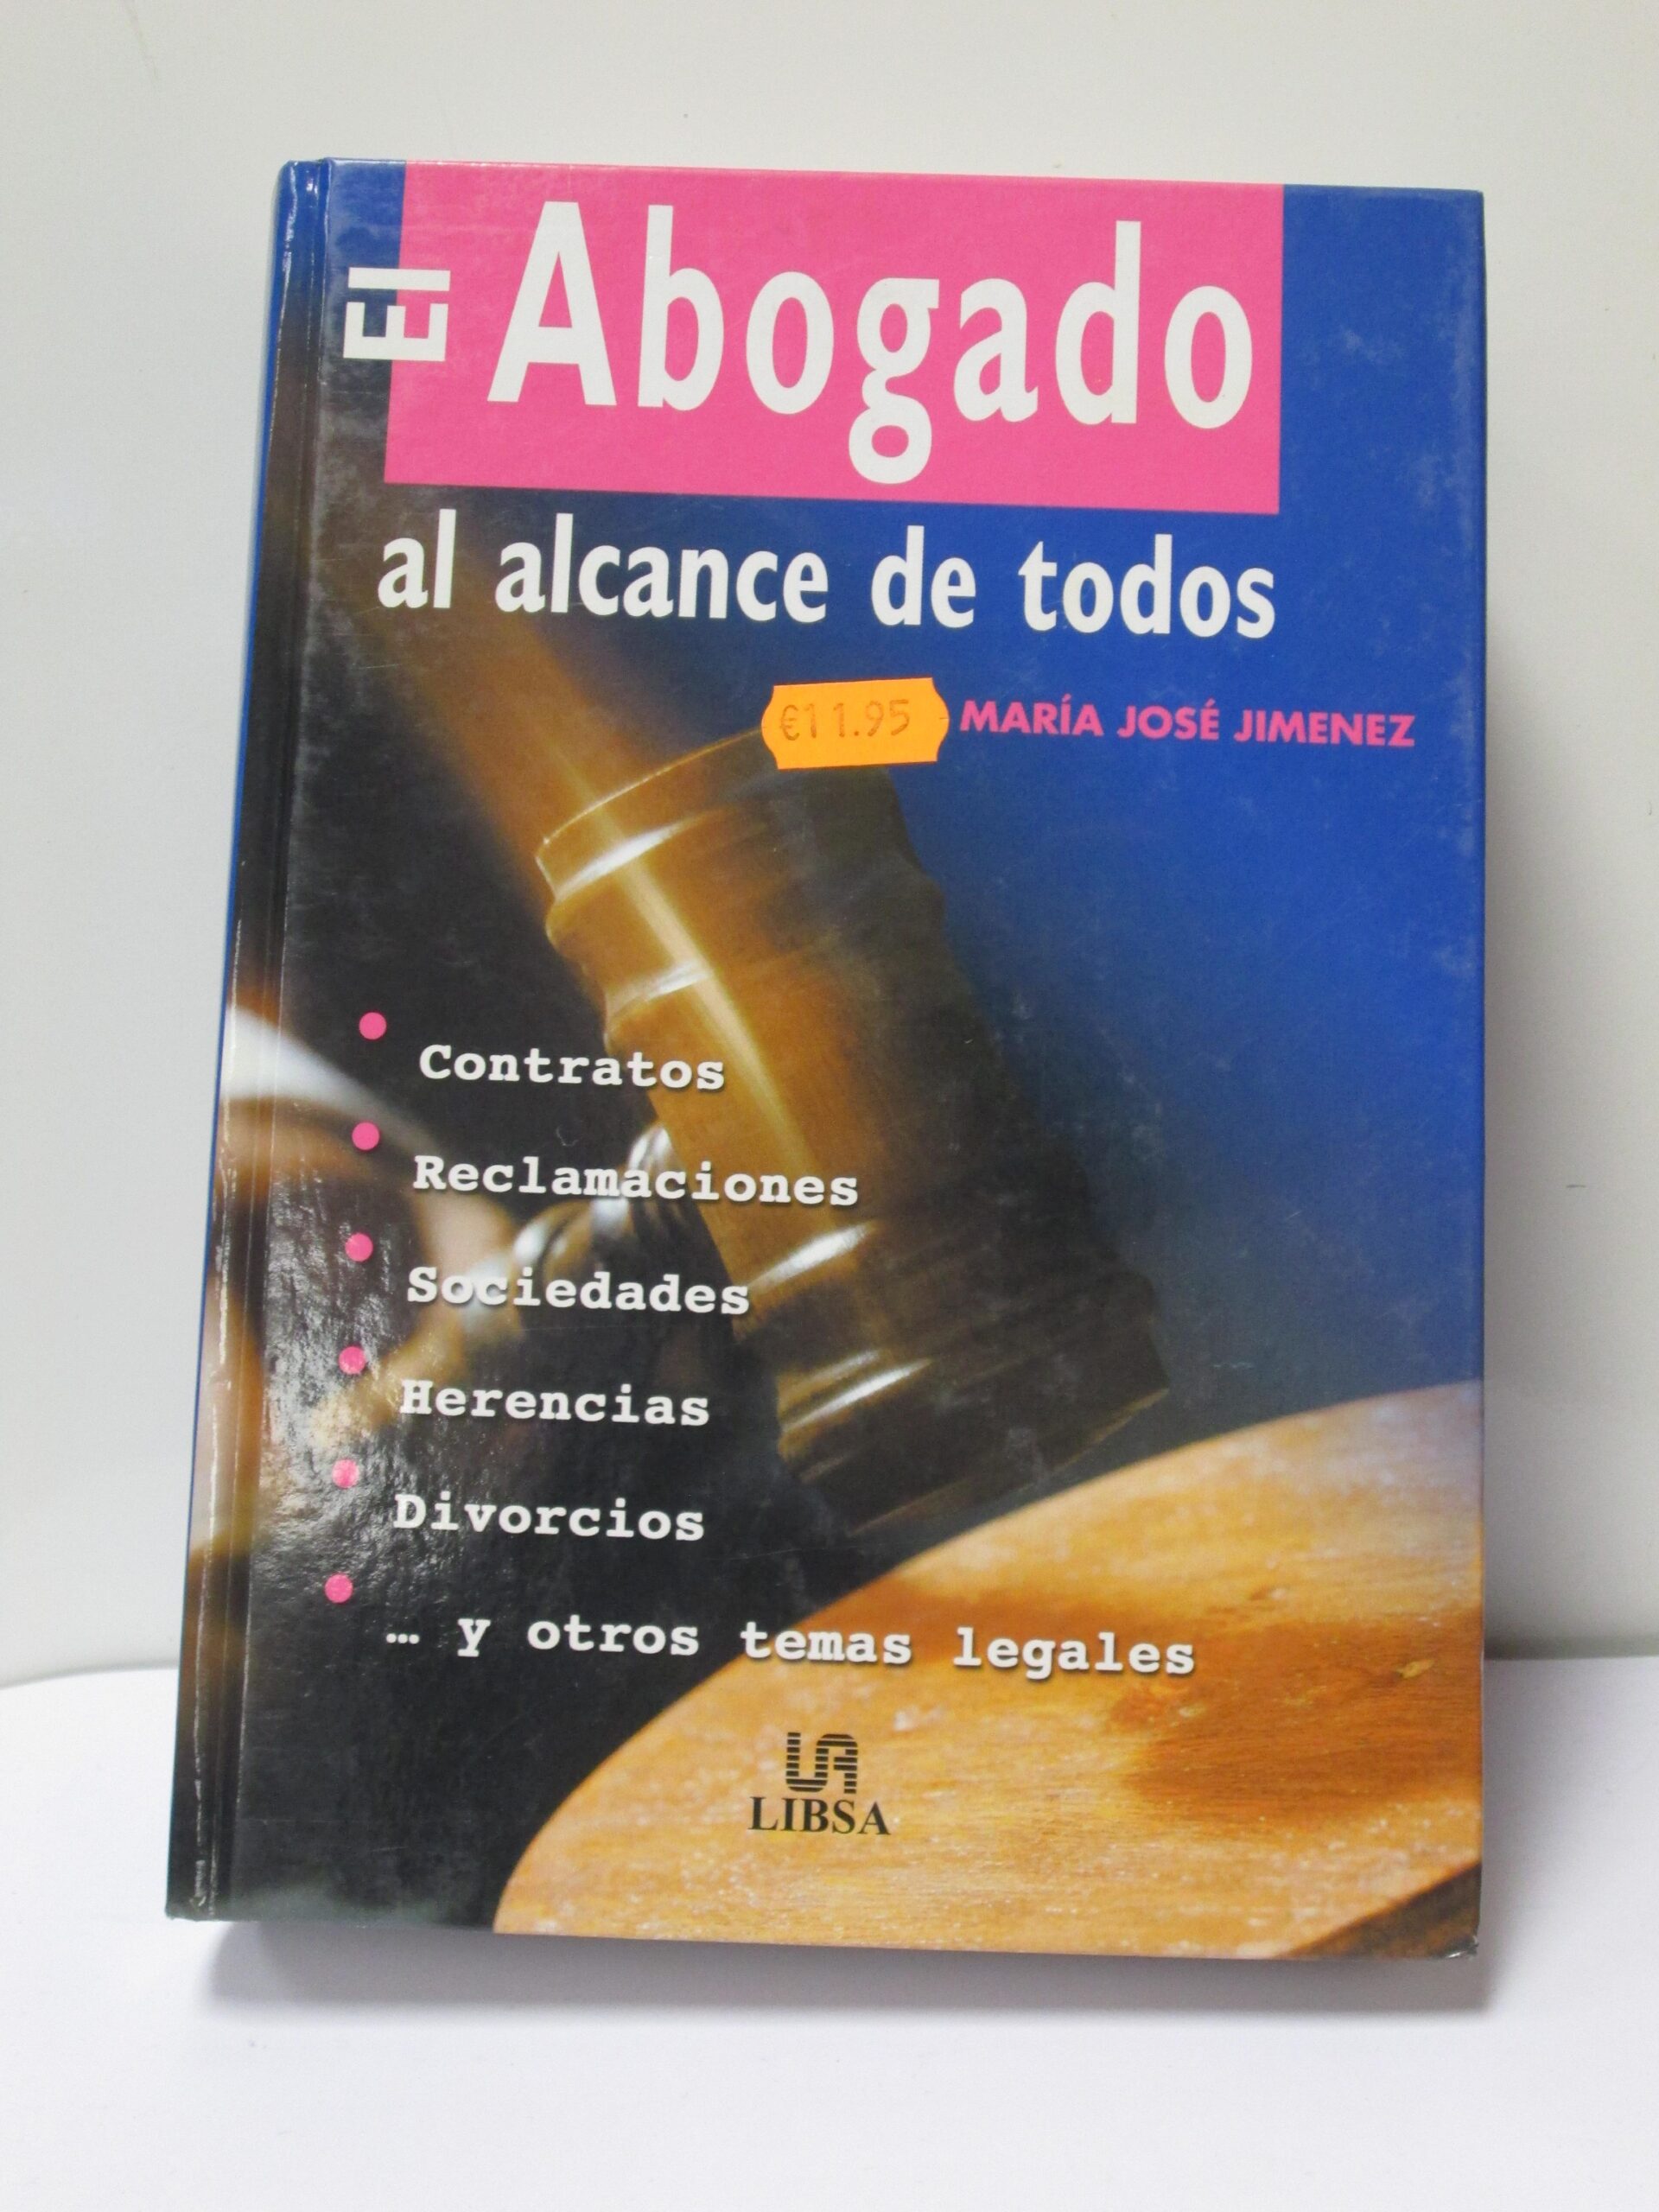 El
Abogado
al alcance de todos
€11.95
MARÍA JOSÉ JIMENEZ
Contratos
Reclamaciones
Sociedades
Herencias
Divorcios
... y otros temas legales
LIBSA